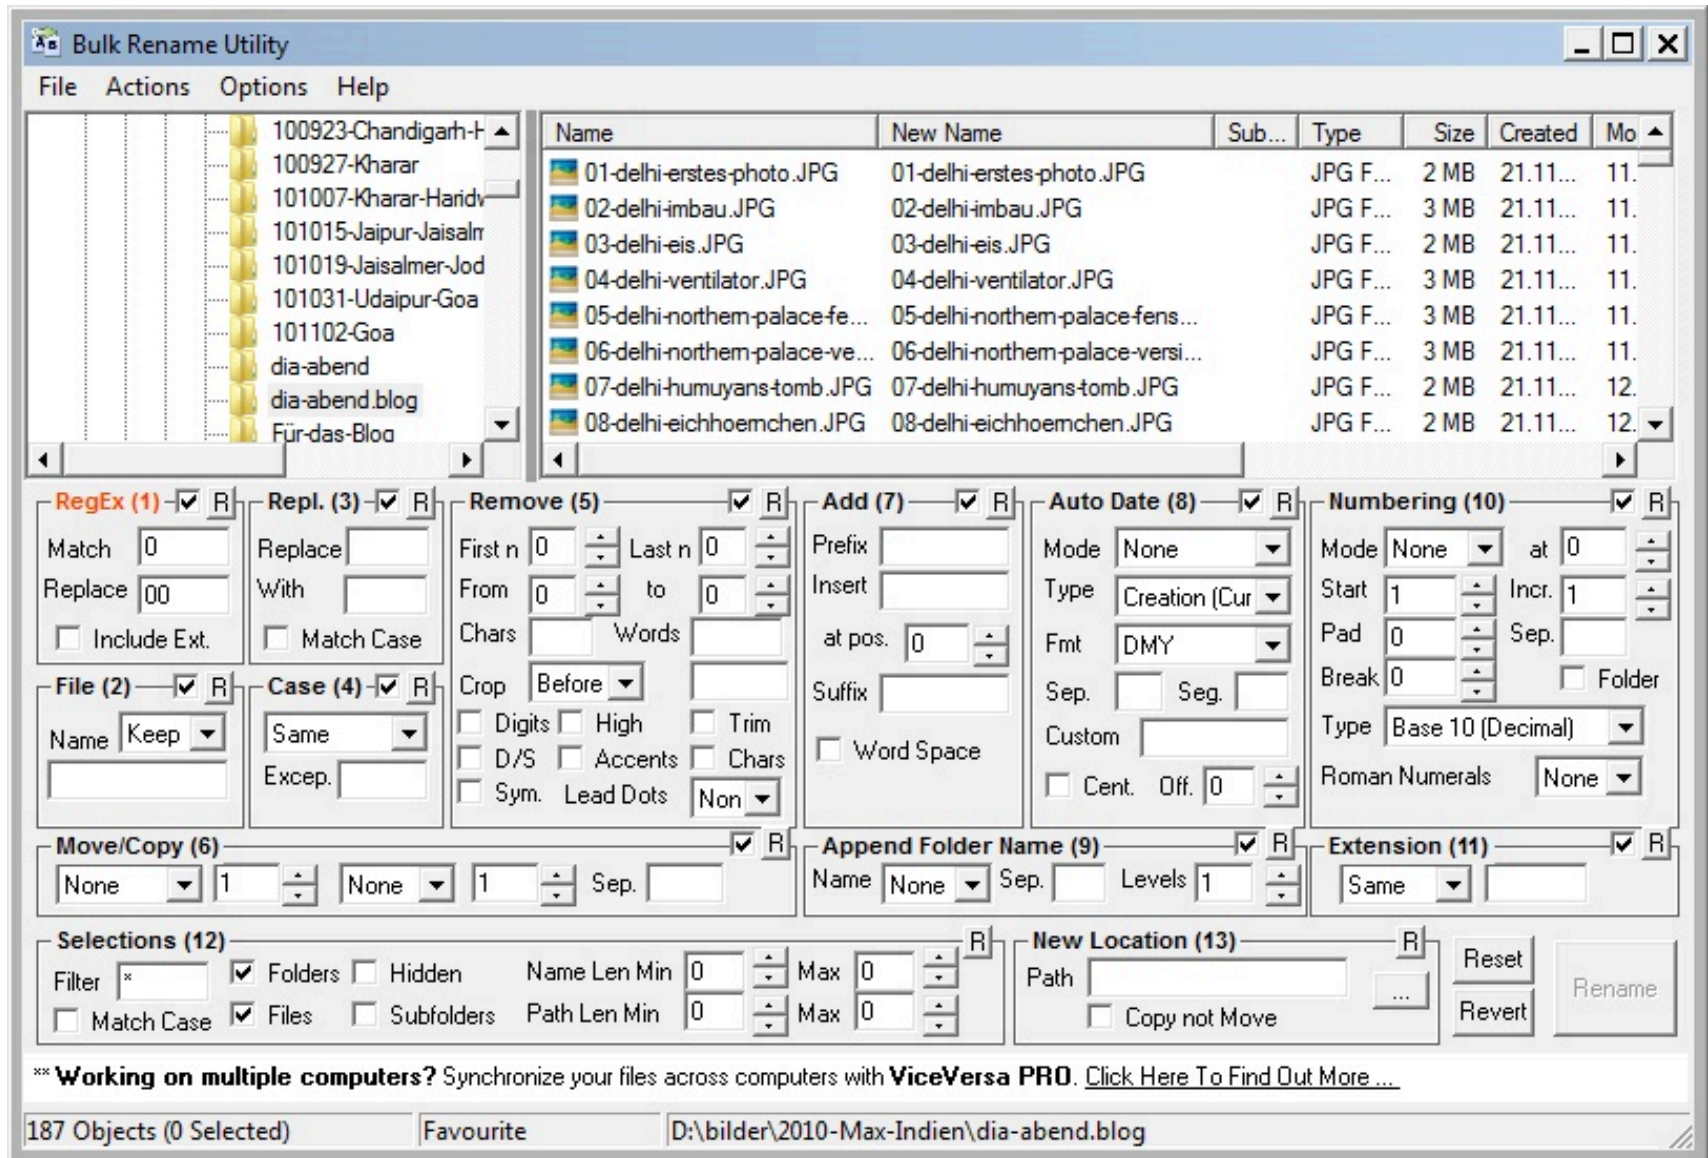 Bulk Rename Utility
File Actions Options Help
100923-Chandigarh-H
100927-Kharar
101007-Kharar-Haridv
101015-Jaipur-Jaisalm
101019-Jaisalmer-Jod
101031-Udaipur-Goa
101102-Goa
dia-abend
dia-abend.blog
Für-das-Blog
Name New Name Sub... Type Size Created Mo
01-delhi-erstes-photo.JPG 01-delhi-erstes-photo.JPG JPG F... 2 MB 21.11... 11.
02-delhi-imbau.JPG 02-delhi-imbau.JPG JPG F... 3 MB 21.11... 11.
03-delhi-eis.JPG 03-delhi-eis.JPG JPG F... 2 MB 21.11... 11.
04-delhi-ventilator.JPG 04-delhi-ventilator.JPG JPG F... 3 MB 21.11... 11.
05-delhi-northern-palace-fe... 05-delhi-northern-palace-fens... JPG F... 3 MB 21.11... 11.
06-delhi-northern-palace-ve... 06-delhi-northern-palace-versi... JPG F... 3 MB 21.11... 11.
07-delhi-humuyans-tomb.JPG 07-delhi-humuyans-tomb.JPG JPG F... 2 MB 21.11... 12.
08-delhi-eichhoernchen.JPG 08-delhi-eichhoernchen.JPG JPG F... 2 MB 21.11... 12.
RegEx (1) R
Match 0
Replace 00
Include Ext.
Repl. (3) R
Replace
With
Match Case
Remove (5) R
First n 0 Last n 0
From 0 to 0
Chars Words
Crop Before
Digits High Trim
D/S Accents Chars
Sym. Lead Dots Non
Add (7) R
Prefix
Insert
at pos. 0
Suffix
Word Space
Auto Date (8) R
Mode None
Type Creation (Cur
Fmt DMY
Sep. Seg.
Custom
Cent. Off. 0
Numbering (10) R
Mode None at 0
Start 1 Incr. 1
Pad 0 Sep.
Break 0 Folder
Type Base 10 (Decimal)
Roman Numerals None
File (2) R
Name Keep
Case (4) R
Same
Excep.
Move/Copy (6) R
None 1 None 1 Sep.
Append Folder Name (9) R
Name None Sep. Levels 1
Extension (11) R
Same
Selections (12) R
Filter * Folders Hidden Name Len Min 0 Max 0
Match Case Files Subfolders Path Len Min 0 Max 0
New Location (13) R
Path ...
Copy not Move
Reset
Revert
Rename
** Working on multiple computers? Synchronize your files across computers with ViceVersa PRO. Click Here To Find Out More ...
187 Objects (0 Selected) Favourite D:\bilder\2010-Max-Indien\dia-abend.blog